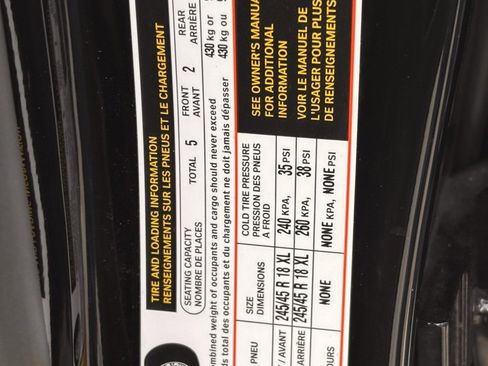 TIRE AND LOADING INFORMATION
RENSEIGNEMENTS SUR LES PNEUS ET LE CHARGEMENT
SEATING CAPACITY
NOMBRE DE PLACES
TOTAL 5
FRONT
AVANT
2
REAR
ARRIÈRE
combined weight of occupants and cargo should never exceed 430 kg or
ds total des occupants et du chargement ne doit jamais dépasser 430 kg ou
PNEU
SIZE
DIMENSIONS
COLD TIRE PRESSURE
PRESSION DES PNEUS
A FROID
/ AVANT 245/45 R 18 XL 240 KPA, 35 PSI
ARRIÈRE 245/45 R 18 XL 260 KPA, 38 PSI
OURS NONE NONE KPA, NONE PSI
SEE OWNER'S MANUA
FOR ADDITIONAL
INFORMATION
VOIR LE MANUEL DE
L'USAGER POUR PLUS
DE RENSEIGNEMENTS